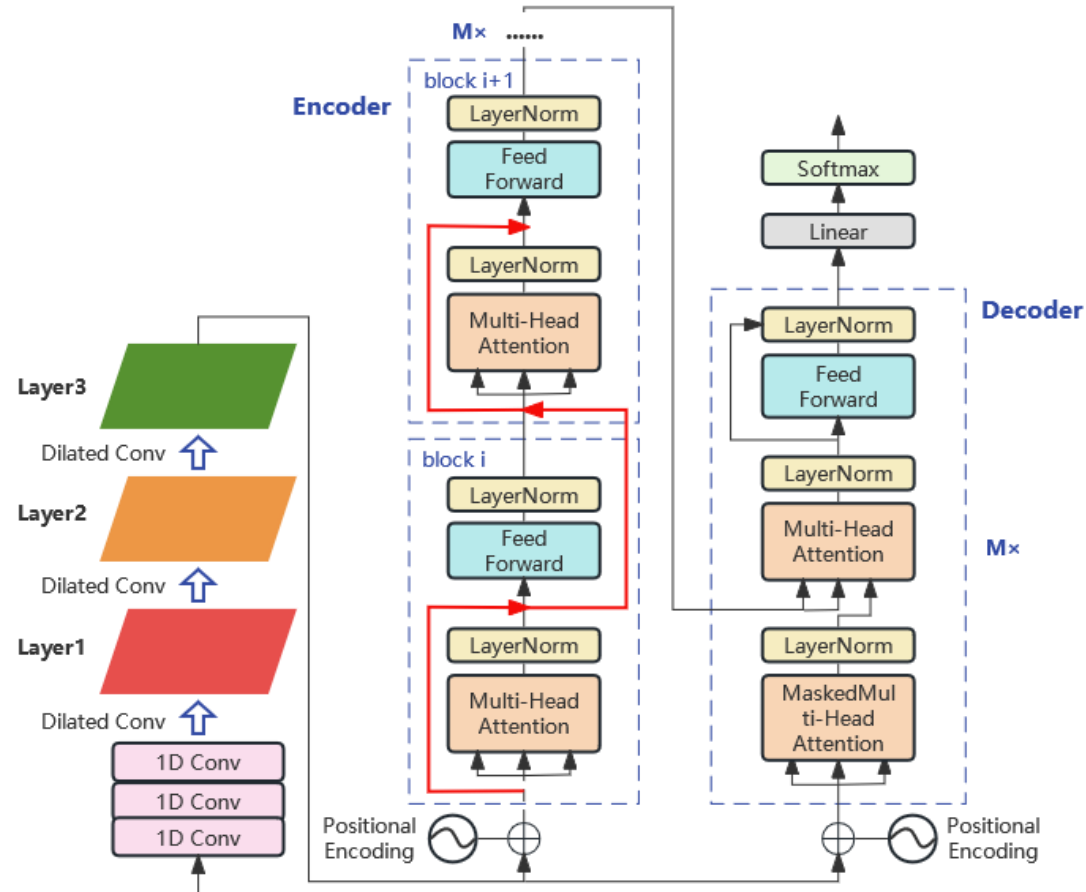 M× ......
block i+1
Encoder
LayerNorm
Feed
Forward
LayerNorm
Multi-Head
Attention
block i
LayerNorm
Feed
Forward
LayerNorm
Multi-Head
Attention
Positional
Encoding
Layer3
Dilated Conv
Layer2
Dilated Conv
Layer1
Dilated Conv
1D Conv
1D Conv
1D Conv
Softmax
Linear
Decoder
LayerNorm
Feed
Forward
LayerNorm
Multi-Head
Attention
M×
LayerNorm
MaskedMul
ti-Head
Attention
Positional
Encoding